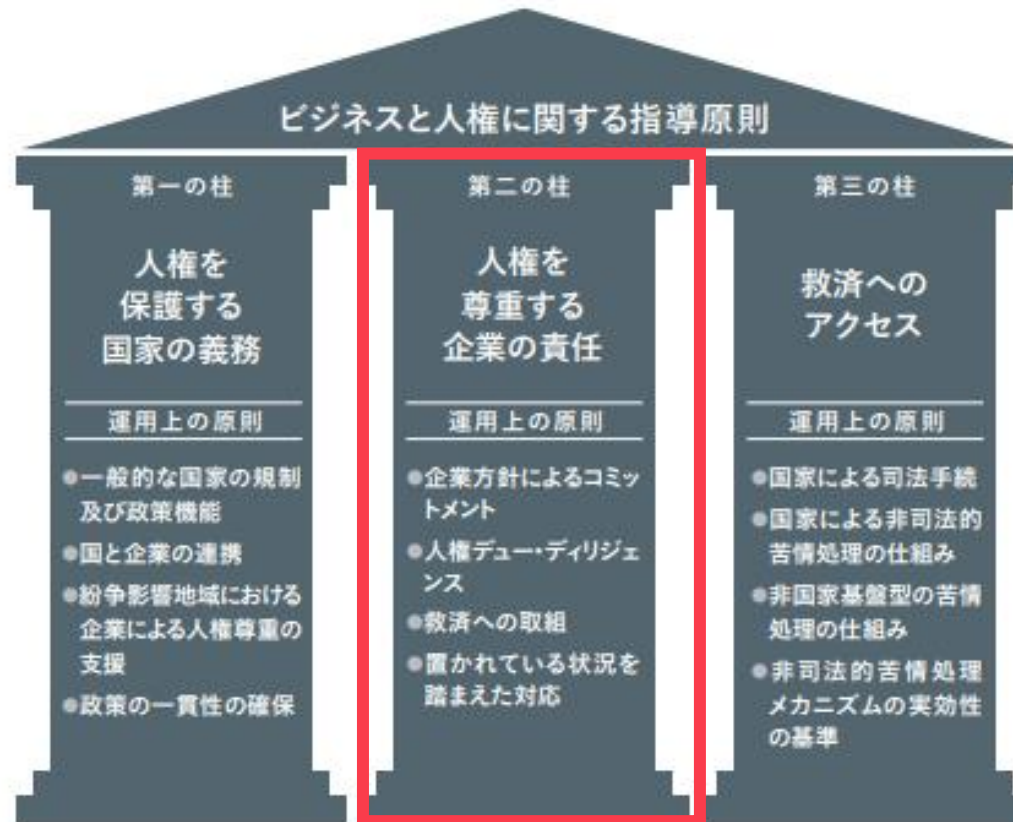 ビジネスと人権に関する指導原則
第一の柱
人権を
保護する
国家の義務
運用上の原則
●一般的な国家の規制
及び政策機能
●国と企業の連携
●紛争影響地域における
企業による人権尊重の
支援
●政策の一貫性の確保
第二の柱
人権を
尊重する
企業の責任
運用上の原則
●企業方針によるコミッ
トメント
●人権デュー・ディリジェ
ンス
●救済への取組
●置かれている状況を
踏まえた対応
第三の柱
救済への
アクセス
運用上の原則
●国家による司法手続
●国家による非司法的
苦情処理の仕組み
●非国家基盤型の苦情
処理の仕組み
●非司法的苦情処理
メカニズムの実効性
の基準